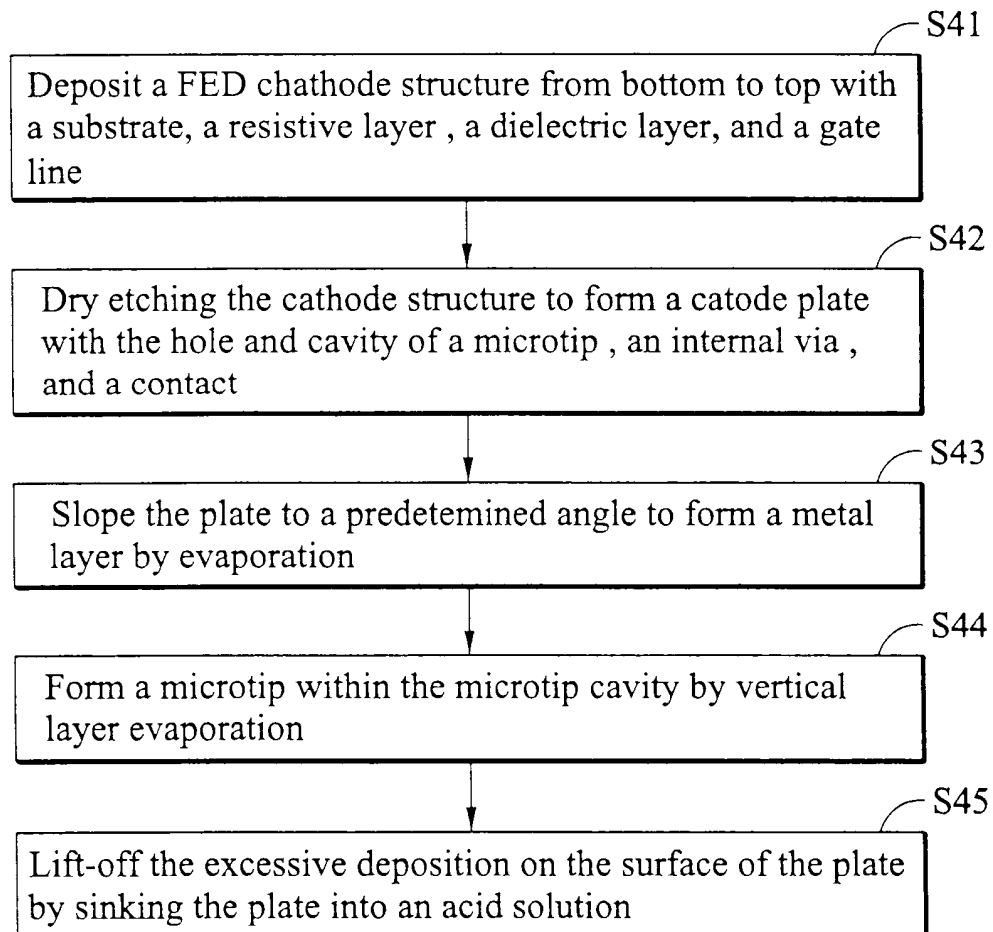 S41
Deposit a FED chathode structure from bottom to top with
a substrate, a resistive layer , a dielectric layer, and a gate
line
S42
Dry etching the cathode structure to form a catode plate
with the hole and cavity of a microtip , an internal via ,
and a contact
S43
Slope the plate to a predetemined angle to form a metal
layer by evaporation
S44
Form a microtip within the microtip cavity by vertical
layer evaporation
S45
Lift-off the excessive deposition on the surface of the plate
by sinking the plate into an acid solution